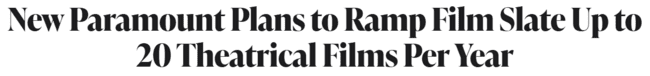 New Paramount Plans to Ramp Film Slate Up to
20 Theatrical Films Per Year